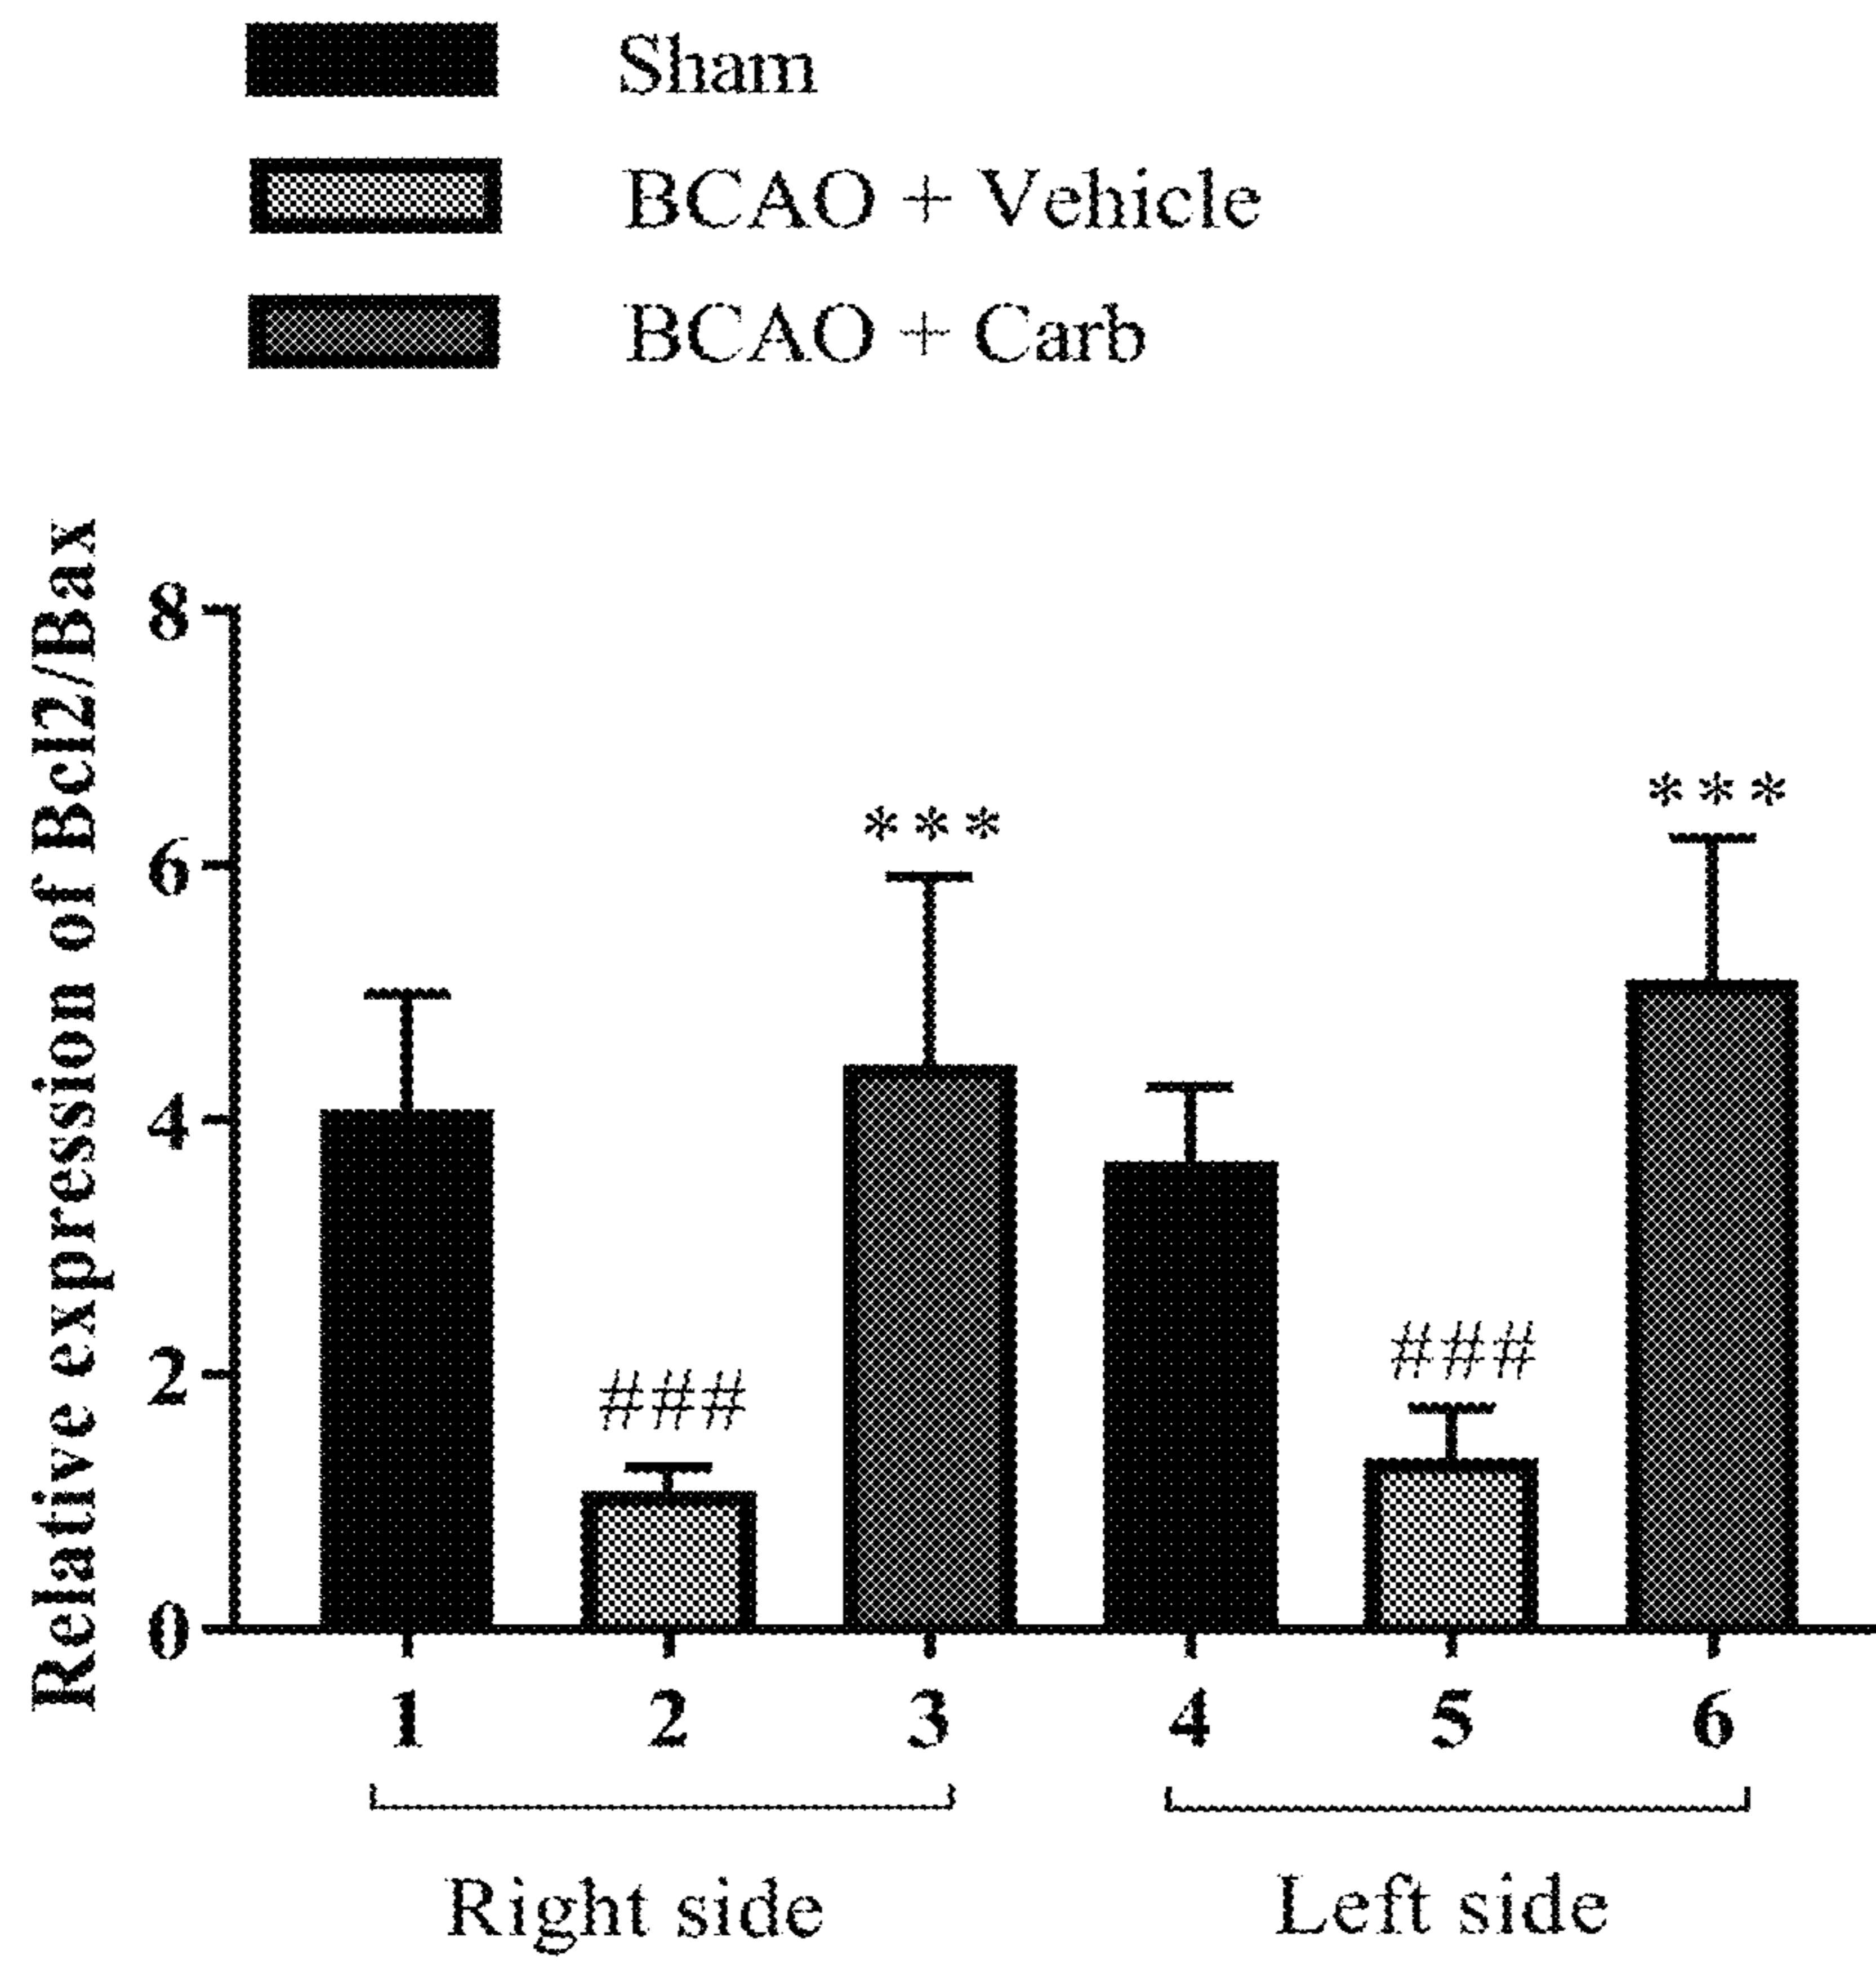 Sham
BCAO + Vehicle
BCAO + Carb
Relative expression of Bcl2/Bax
8
6
4
2
0
***
***
###
###
1 2 3 4 5 6
Right side Left side